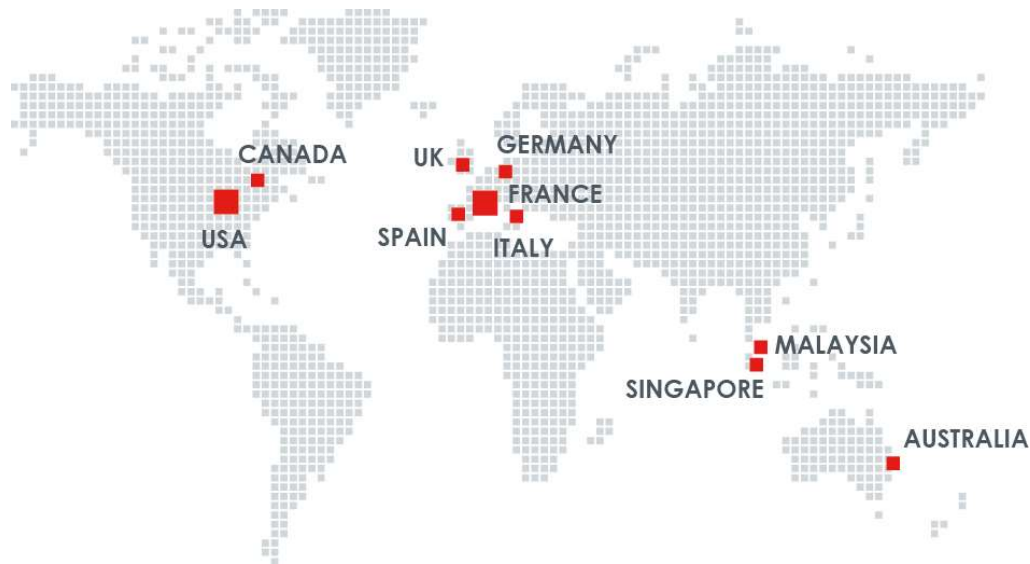 GERMANY
CANADA
UK
FRANCE
SPAIN
USA
ITALY
MALAYSIA
SINGAPORE
AUSTRALIA